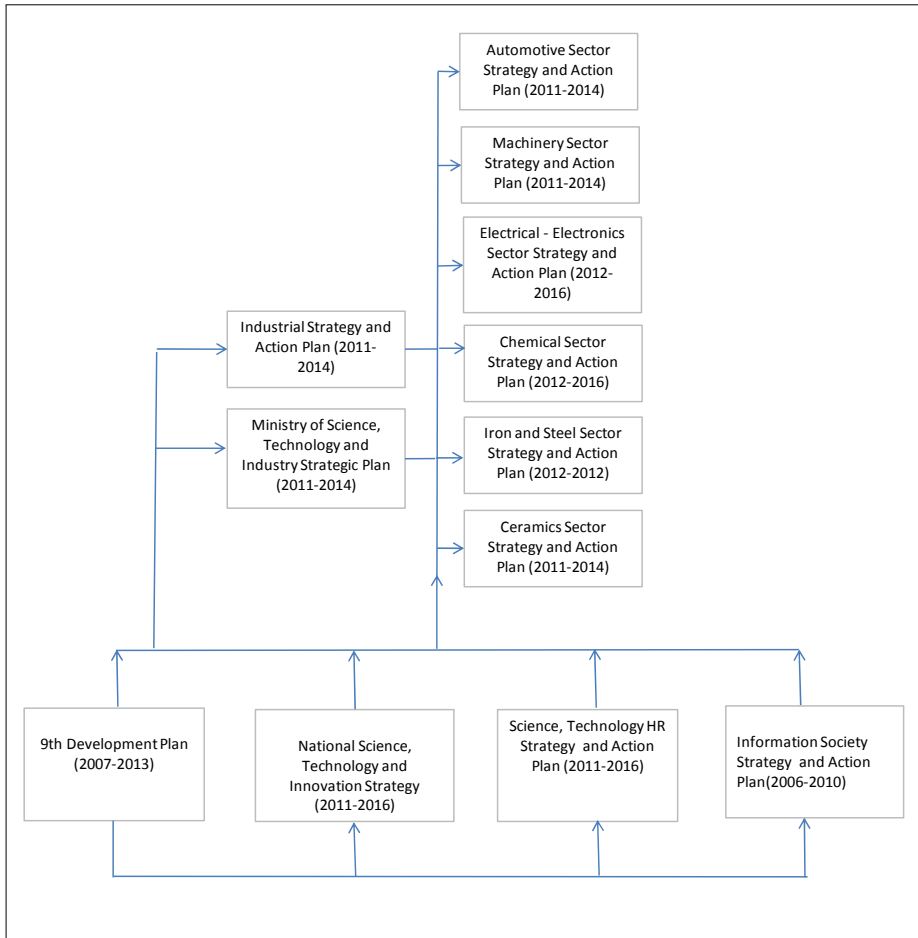 Automotive Sector
Strategy and Action
Plan (2011-2014)
Machinery Sector
Strategy and Action
Plan (2011-2014)
Electrical - Electronics
Sector Strategy and
Action Plan (2012-
2016)
Industrial Strategy and
Action Plan (2011-
2014)
Chemical Sector
Strategy and Action
Plan (2012-2016)
Ministry of Science,
Technology and
Industry Strategic Plan
(2011-2014)
Iron and Steel Sector
Strategy and Action
Plan (2012-2012)
Ceramics Sector
Strategy and Action
Plan (2011-2014)
9th Development Plan
(2007-2013)
National Science,
Technology and
Innovation Strategy
(2011-2016)
Science, Technology HR
Strategy and Action
Plan (2011-2016)
Information Society
Strategy and Action
Plan(2006-2010)